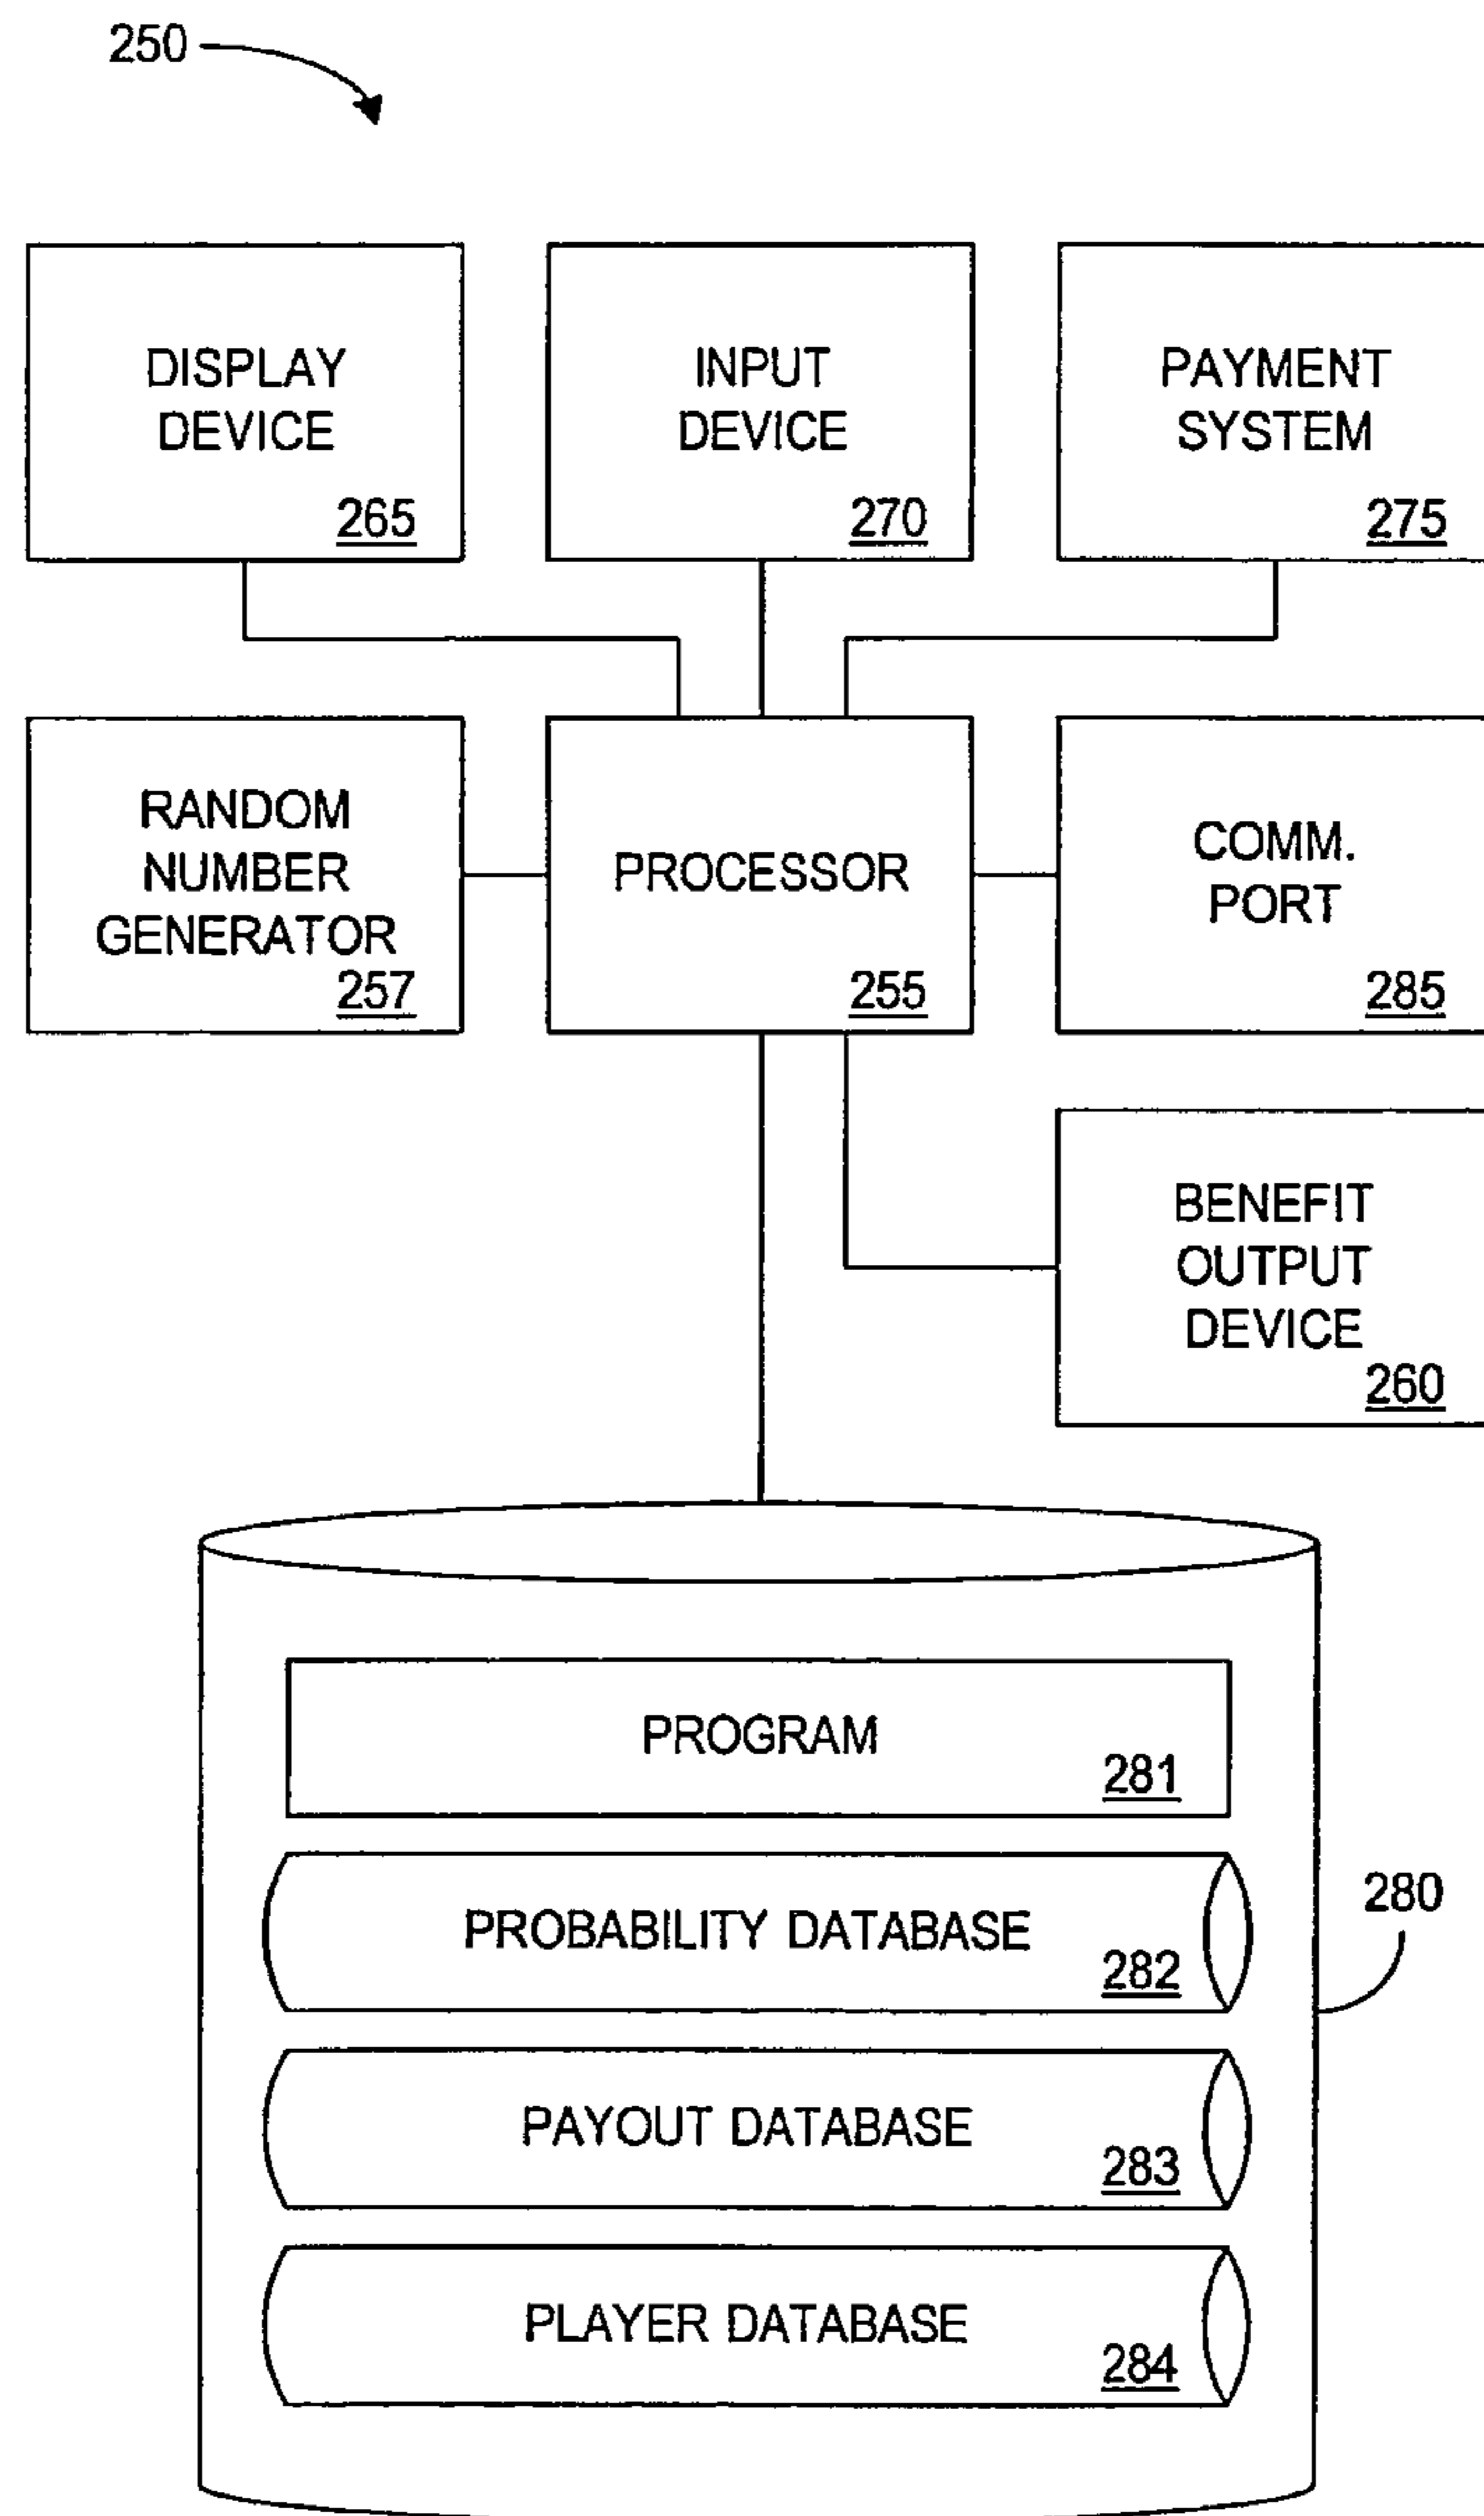 250
DISPLAY
DEVICE
265
INPUT
DEVICE
270
PAYMENT
SYSTEM
275
RANDOM
NUMBER
GENERATOR
257
PROCESSOR
255
COMM.
PORT
285
BENEFIT
OUTPUT
DEVICE
260
PROGRAM
281
PROBABILITY DATABASE
282
280
PAYOUT DATABASE
283
PLAYER DATABASE
284